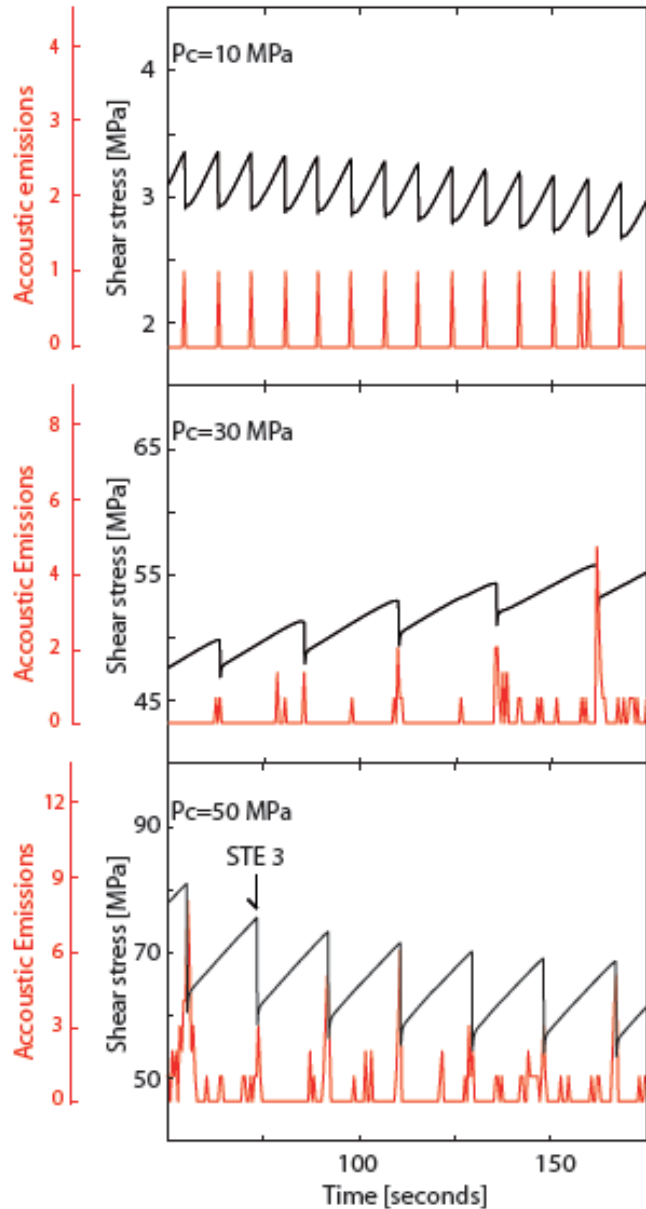 Pc=10 MPa
Accoustic emissions
4
3
2
1
0
Shear stress [MPa]
4
3
2
Pc=30 MPa
Accoustic Emissions
8
6
4
2
0
Shear stress [MPa]
65
55
45
Pc=50 MPa
STE 3
Accoustic Emissions
12
9
6
3
0
Shear stress [MPa]
90
70
50
100 150
Time [seconds]